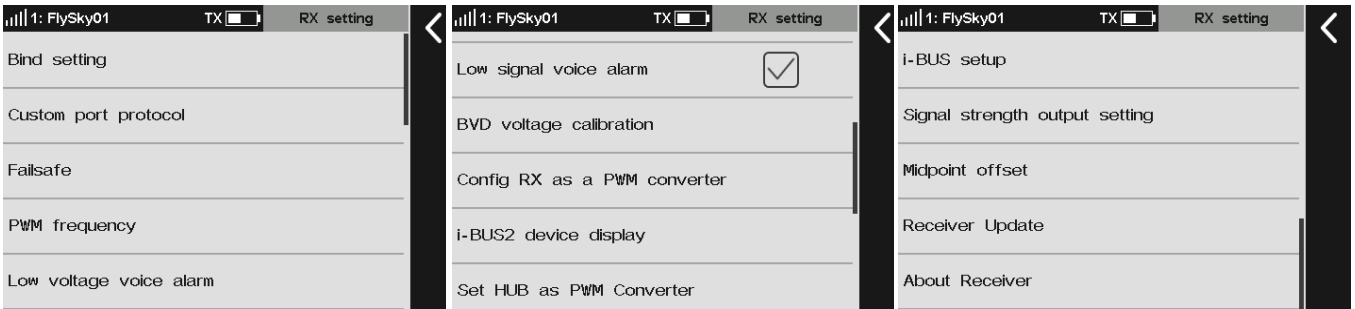 1: FlySky01 TX RX setting
Bind setting
Custom port protocol
Failsafe
PWM frequency
Low voltage voice alarm
1: FlySky01 TX RX setting
Low signal voice alarm
BVD voltage calibration
Config RX as a PWM converter
i-BUS2 device display
Set HUB as PWM Converter
1: FlySky01 TX RX setting
i-BUS setup
Signal strength output setting
Midpoint offset
Receiver Update
About Receiver